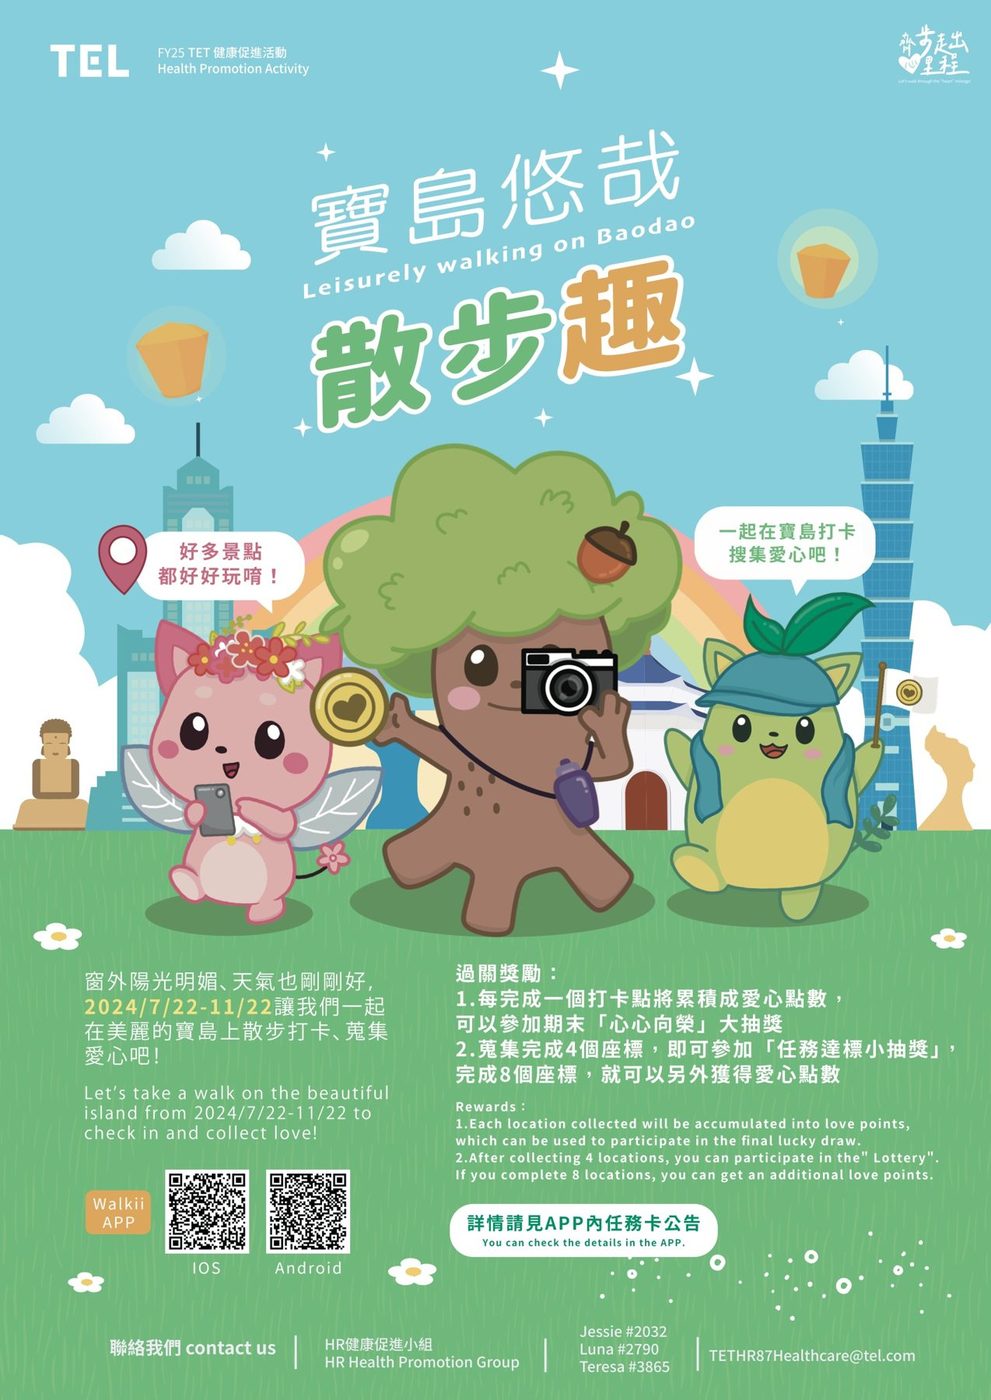 TEL
FY25 TET 健康促進活動
Health Promotion Activity
齊步走出
心里程
寶島悠哉
Leisurely walking on Baodao
散步趣
好多景點
都好好玩唷！
一起在寶島打卡
搜集愛心吧！
窗外陽光明媚、天氣也剛剛好，
2024/7/22-11/22讓我們一起
在美麗的寶島上散步打卡、蒐集
愛心吧！
Let's take a walk on the beautiful
island from 2024/7/22-11/22 to
check in and collect love!
Walkii
APP
IOS
Android
過關獎勵：
1.每完成一個打卡點將累積成愛心點數，
可以參加期末「心心向榮」大抽獎
2.蒐集完成4個座標，即可參加「任務達標小抽獎」，
完成8個座標，就可以另外獲得愛心點數
Rewards：
1.Each location collected will be accumulated into love points,
which can be used to participate in the final lucky draw.
2.After collecting 4 locations, you can participate in the" Lottery".
If you complete 8 locations, you can get an additional love points.
詳情請見APP內任務卡公告
You can check the details in the APP.
聯絡我們 contact us
HR健康促進小組
HR Health Promotion Group
Jessie #2032
Luna #2790
Teresa #3865
TETHR87Healthcare@tel.com